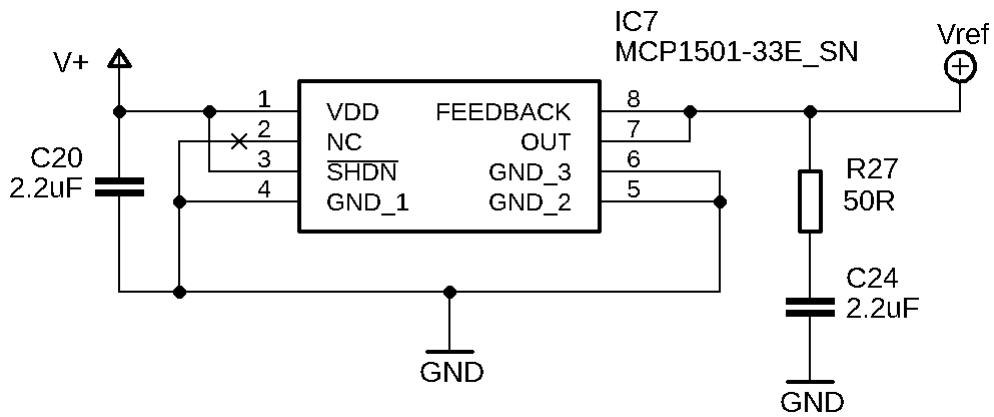 IC7
MCP1501-33E_SN
Vref
V+
1
VDD
FEEDBACK
8
2
NC
OUT
7
3
SHDN
GND_3
6
4
GND_1
GND_2
5
C20
2.2uF
R27
50R
C24
2.2uF
GND
GND